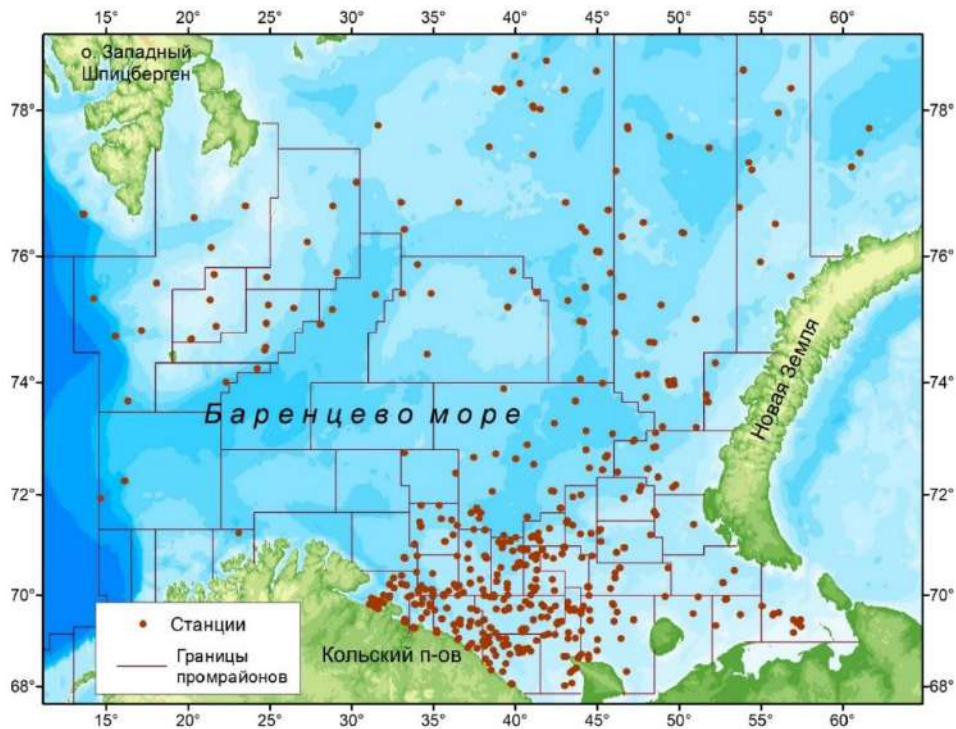 15° 20° 25° 30° 35° 40° 45° 50° 55° 60°
о. Западный
Шпицберген
78° 78°
76° 76°
74° 74°
72° 72°
70° 70°
68° 68°
Баренцево море
Новая Земля
Кольский п-ов
Станции
Границы
промрайонов
15° 20° 25° 30° 35° 40° 45° 50° 55° 60°